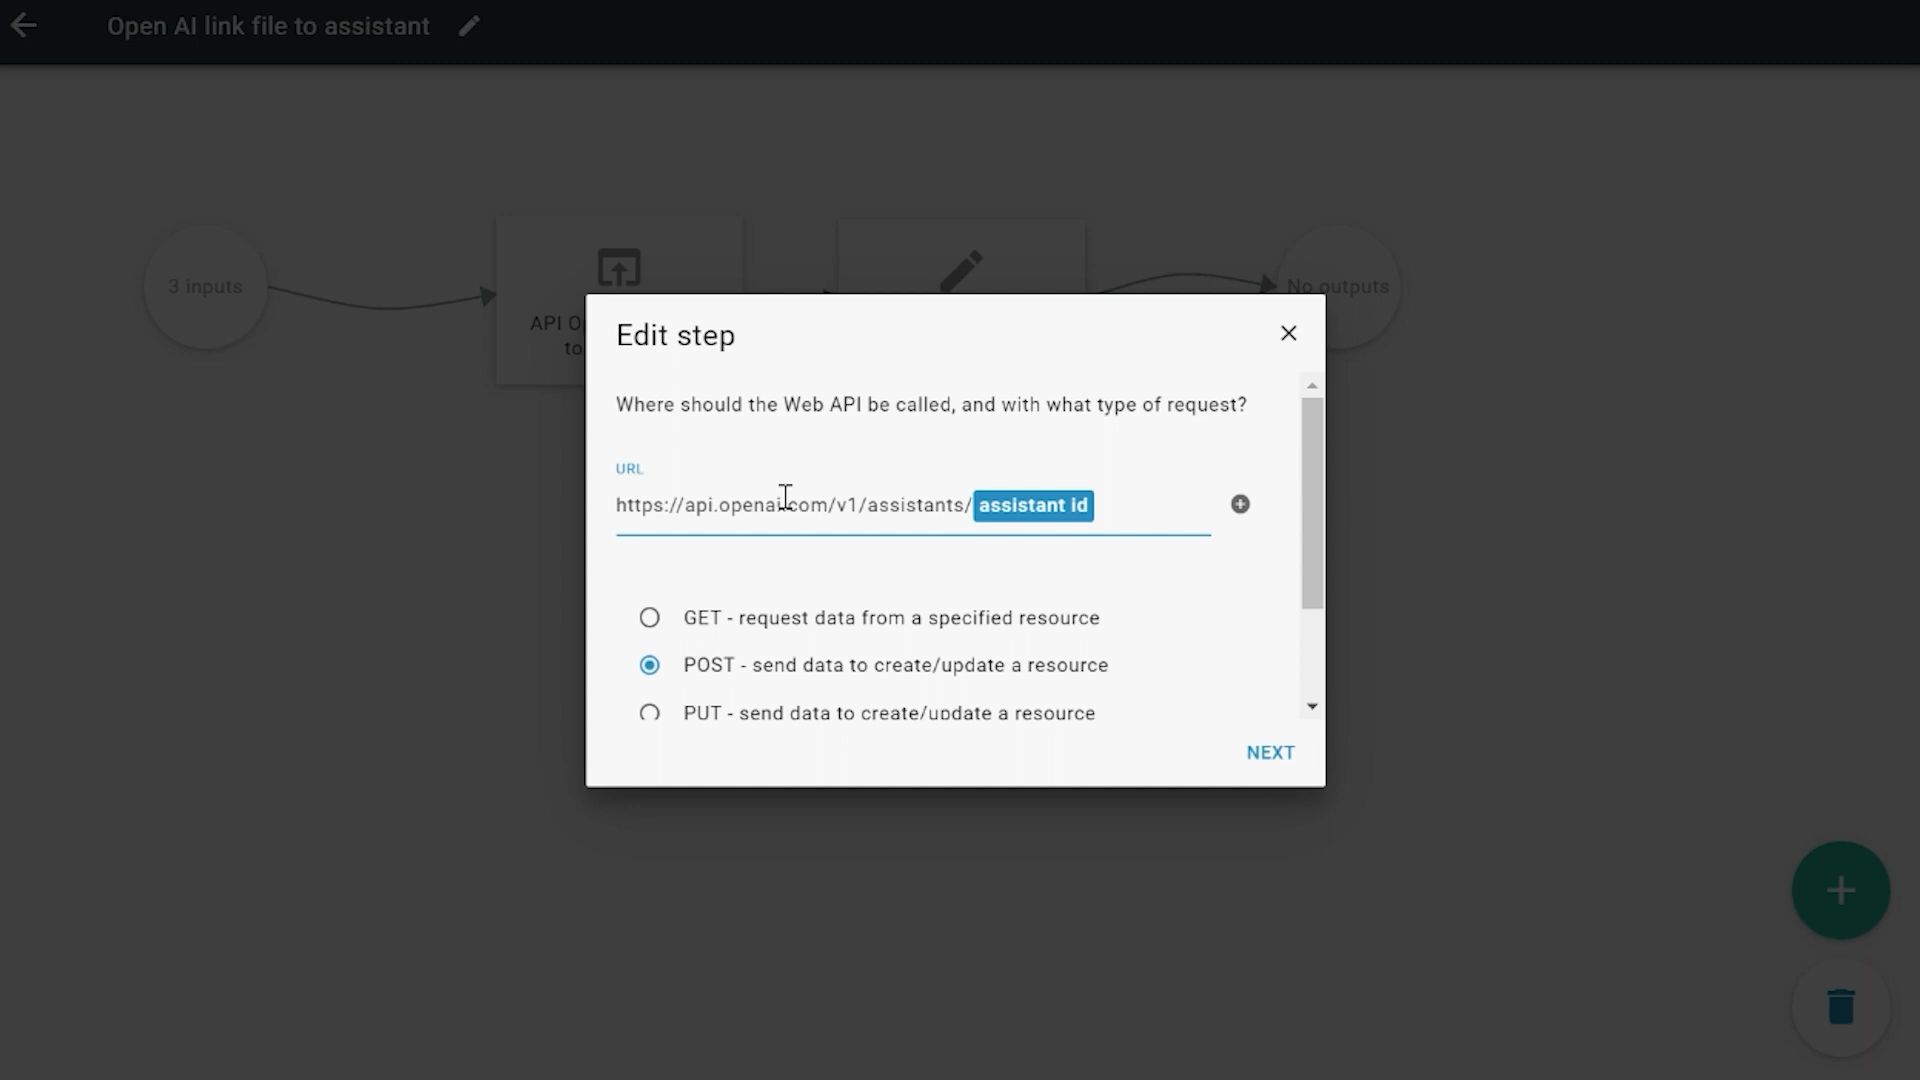 Open AI link file to assistant
3 inputs
API O
to
No outputs
Edit step
Where should the Web API be called, and with what type of request?
URL
https://api.openai.com/v1/assistants/ assistant id
GET - request data from a specified resource
POST - send data to create/update a resource
PUT - send data to create/update a resource
NEXT